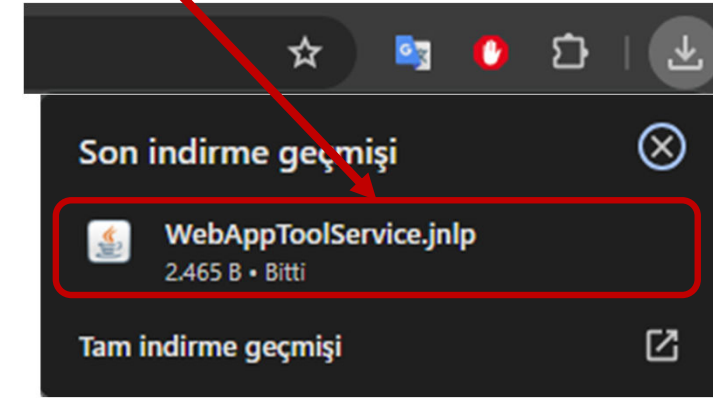 Son indirme geçmişi
WebAppToolService.jnlp
2.465 B • Bitti
Tam indirme geçmişi